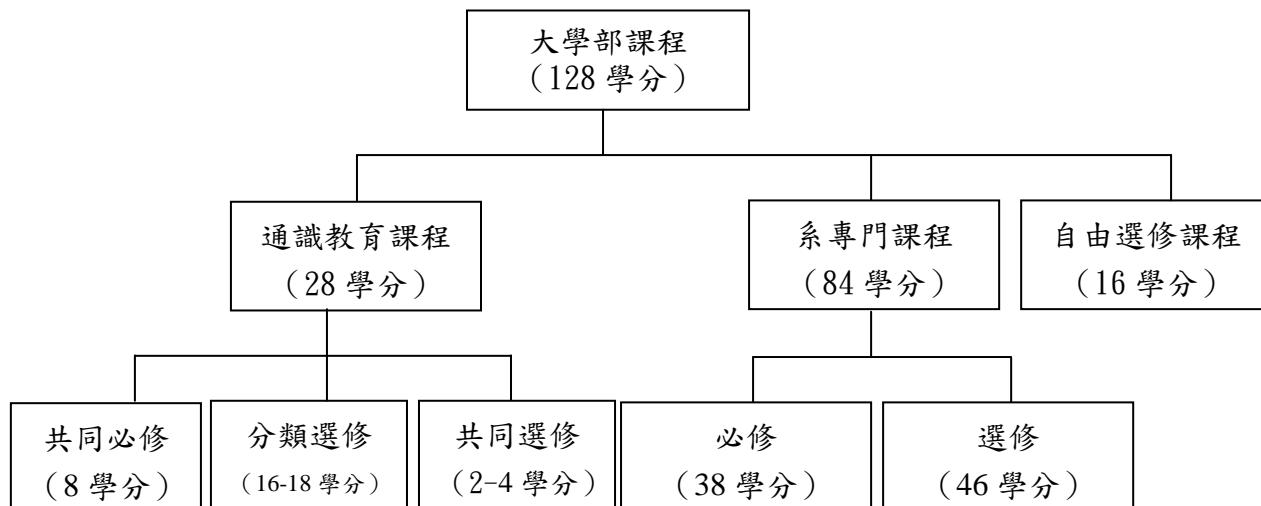 大學部課程
（128 學分）
通識教育課程
（28 學分）
系專門課程
（84 學分）
自由選修課程
（16 學分）
共同必修
（8 學分）
分類選修
（16-18 學分）
共同選修
（2-4 學分）
必修
（38 學分）
選修
（46 學分）